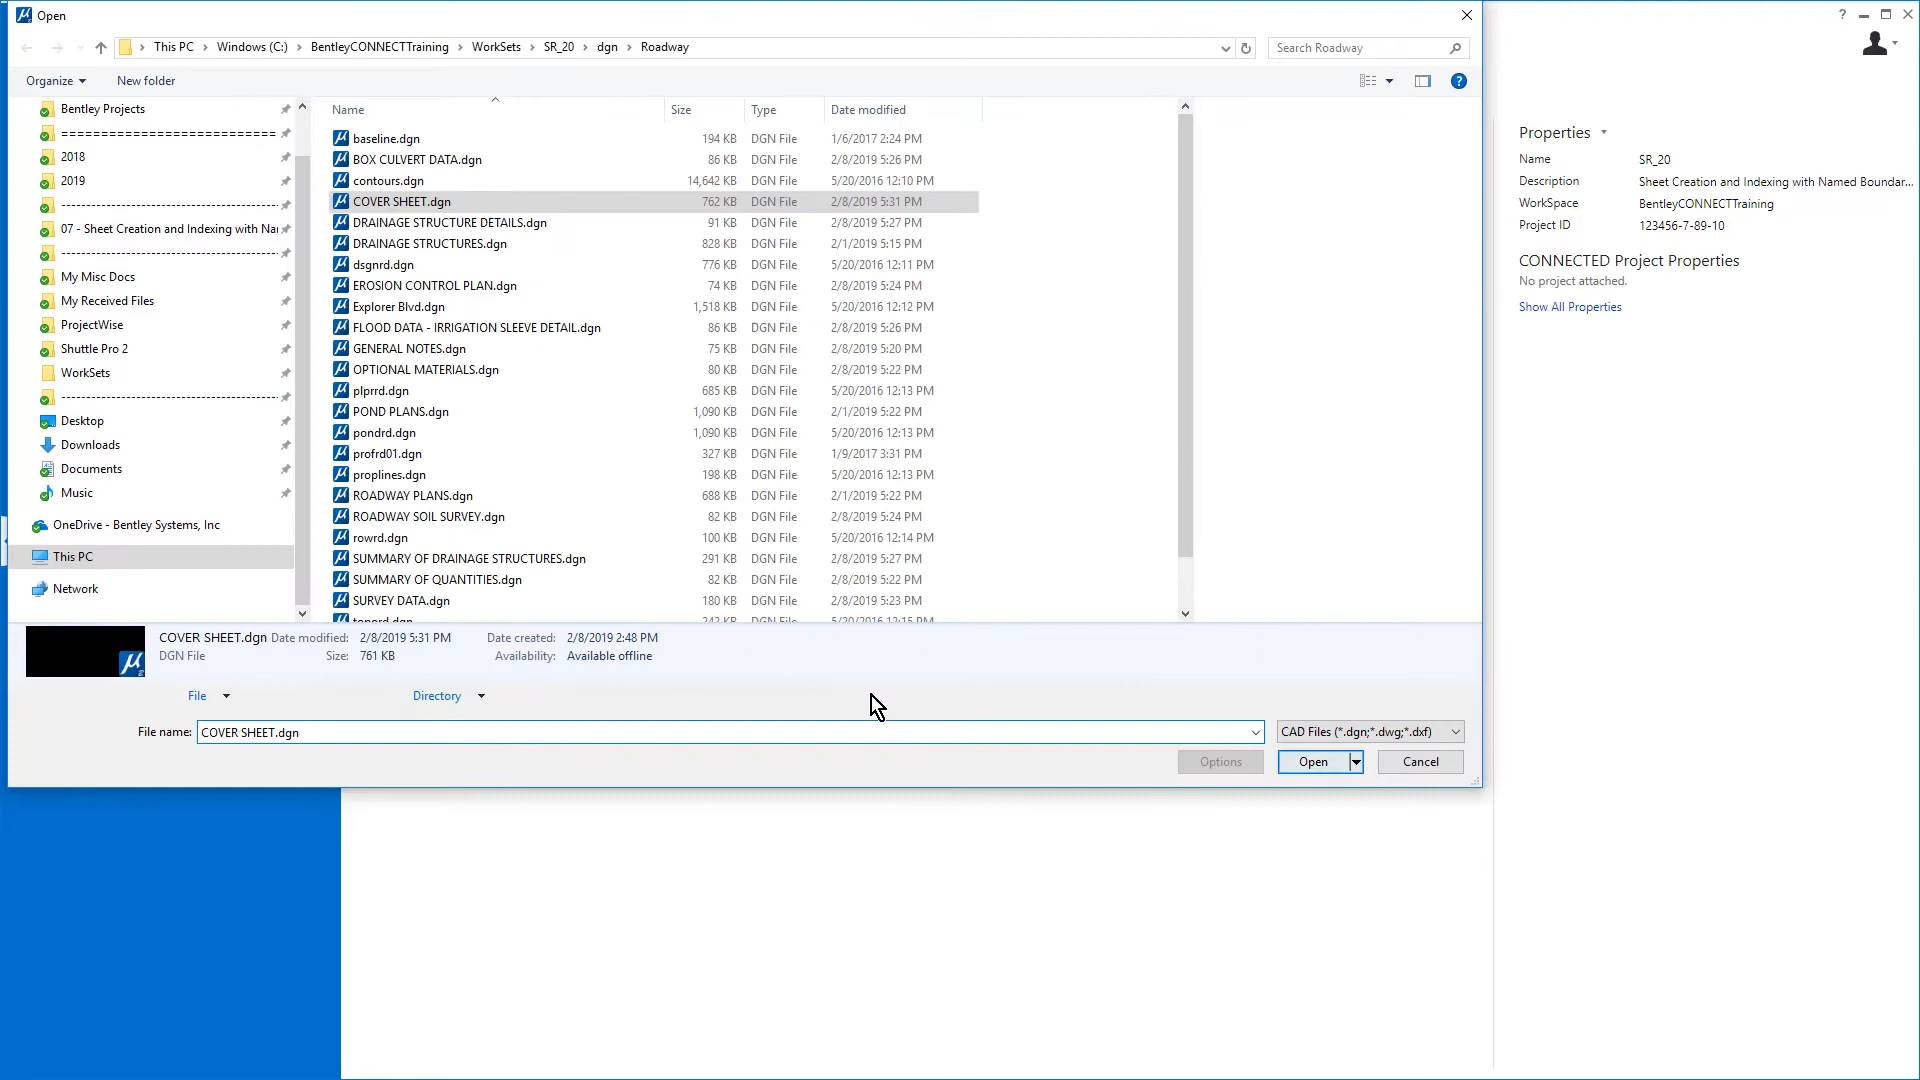 Open
This PC > Windows (C:) > BentleyCONNECTTraining > WorkSets > SR_20 > dgn > Roadway
Search Roadway
Organize
New folder
Bentley Projects
===========================
2018
2019
--------------------------------------------
07 - Sheet Creation and Indexing with Nar
--------------------------------------------
My Misc Docs
My Received Files
ProjectWise
Shuttle Pro 2
WorkSets
--------------------------------------------
Desktop
Downloads
Documents
Music
OneDrive - Bentley Systems, Inc
This PC
Network
Name Size Type Date modified
baseline.dgn 194 KB DGN File 1/6/2017 2:24 PM
BOX CULVERT DATA.dgn 86 KB DGN File 2/8/2019 5:26 PM
contours.dgn 14,642 KB DGN File 5/20/2016 12:10 PM
COVER SHEET.dgn 762 KB DGN File 2/8/2019 5:31 PM
DRAINAGE STRUCTURE DETAILS.dgn 91 KB DGN File 2/8/2019 5:27 PM
DRAINAGE STRUCTURES.dgn 828 KB DGN File 2/1/2019 5:15 PM
dsgnrd.dgn 776 KB DGN File 5/20/2016 12:11 PM
EROSION CONTROL PLAN.dgn 74 KB DGN File 2/8/2019 5:24 PM
Explorer Blvd.dgn 1,518 KB DGN File 5/20/2016 12:12 PM
FLOOD DATA - IRRIGATION SLEEVE DETAIL.dgn 86 KB DGN File 2/8/2019 5:26 PM
GENERAL NOTES.dgn 75 KB DGN File 2/8/2019 5:20 PM
OPTIONAL MATERIALS.dgn 80 KB DGN File 2/8/2019 5:22 PM
plprrd.dgn 685 KB DGN File 5/20/2016 12:13 PM
POND PLANS.dgn 1,090 KB DGN File 2/1/2019 5:22 PM
pondrd.dgn 1,090 KB DGN File 5/20/2016 12:13 PM
profrd01.dgn 327 KB DGN File 1/9/2017 3:31 PM
proplines.dgn 198 KB DGN File 5/20/2016 12:13 PM
ROADWAY PLANS.dgn 688 KB DGN File 2/1/2019 5:22 PM
ROADWAY SOIL SURVEY.dgn 82 KB DGN File 2/8/2019 5:24 PM
rowrd.dgn 100 KB DGN File 5/20/2016 12:14 PM
SUMMARY OF DRAINAGE STRUCTURES.dgn 291 KB DGN File 2/8/2019 5:27 PM
SUMMARY OF QUANTITIES.dgn 82 KB DGN File 2/8/2019 5:22 PM
SURVEY DATA.dgn 180 KB DGN File 2/8/2019 5:23 PM
COVER SHEET.dgn Date modified: 2/8/2019 5:31 PM Date created: 2/8/2019 2:48 PM
DGN File Size: 761 KB Availability: Available offline
File Directory
File name: COVER SHEET.dgn CAD Files (*.dgn;*.dwg;*.dxf)
Options Open Cancel
Properties
Name SR_20
Description Sheet Creation and Indexing with Named Boundar...
WorkSpace BentleyCONNECTTraining
Project ID 123456-7-89-10
CONNECTED Project Properties
No project attached.
Show All Properties